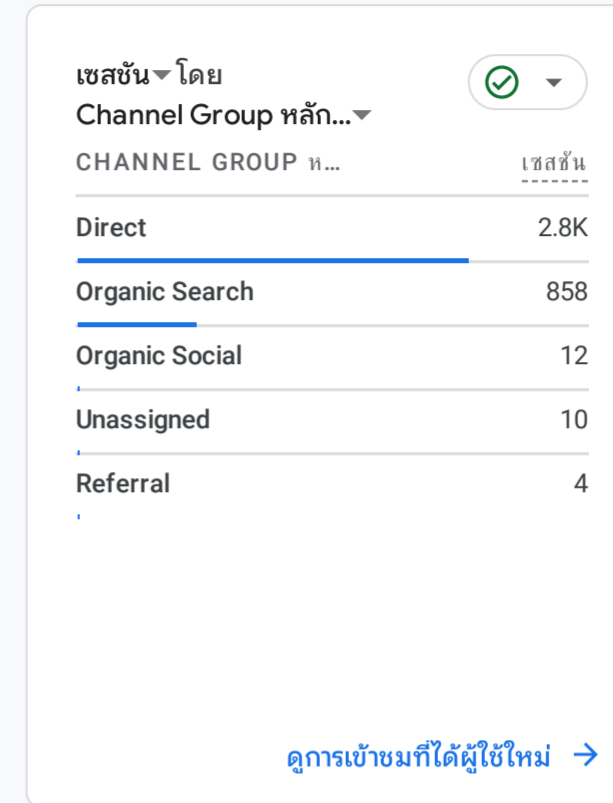 เซสชัน โดย
Channel Group หลัก...
CHANNEL GROUP ห... เซสชัน
Direct 2.8K
Organic Search 858
Organic Social 12
Unassigned 10
Referral 4
ดูการเข้าชมที่ได้ผู้ใช้ใหม่